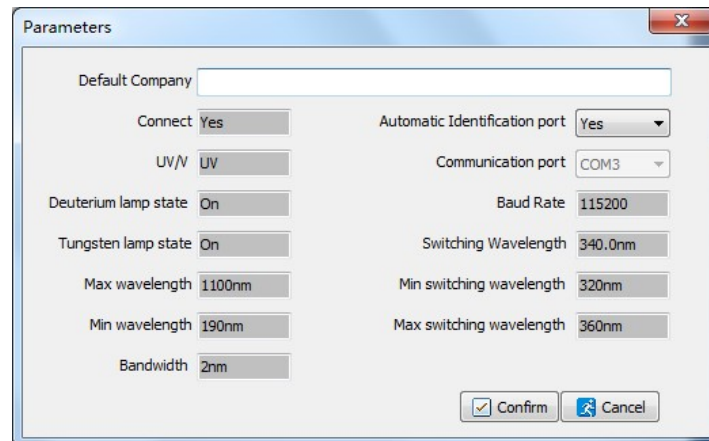 Parameters
Default Company
Connect Yes Automatic Identification port Yes
UV/V UV Communication port COM3
Deuterium lamp state On Baud Rate 115200
Tungsten lamp state On Switching Wavelength 340.0nm
Max wavelength 1100nm Min switching wavelength 320nm
Min wavelength 190nm Max switching wavelength 360nm
Bandwidth 2nm
Confirm Cancel